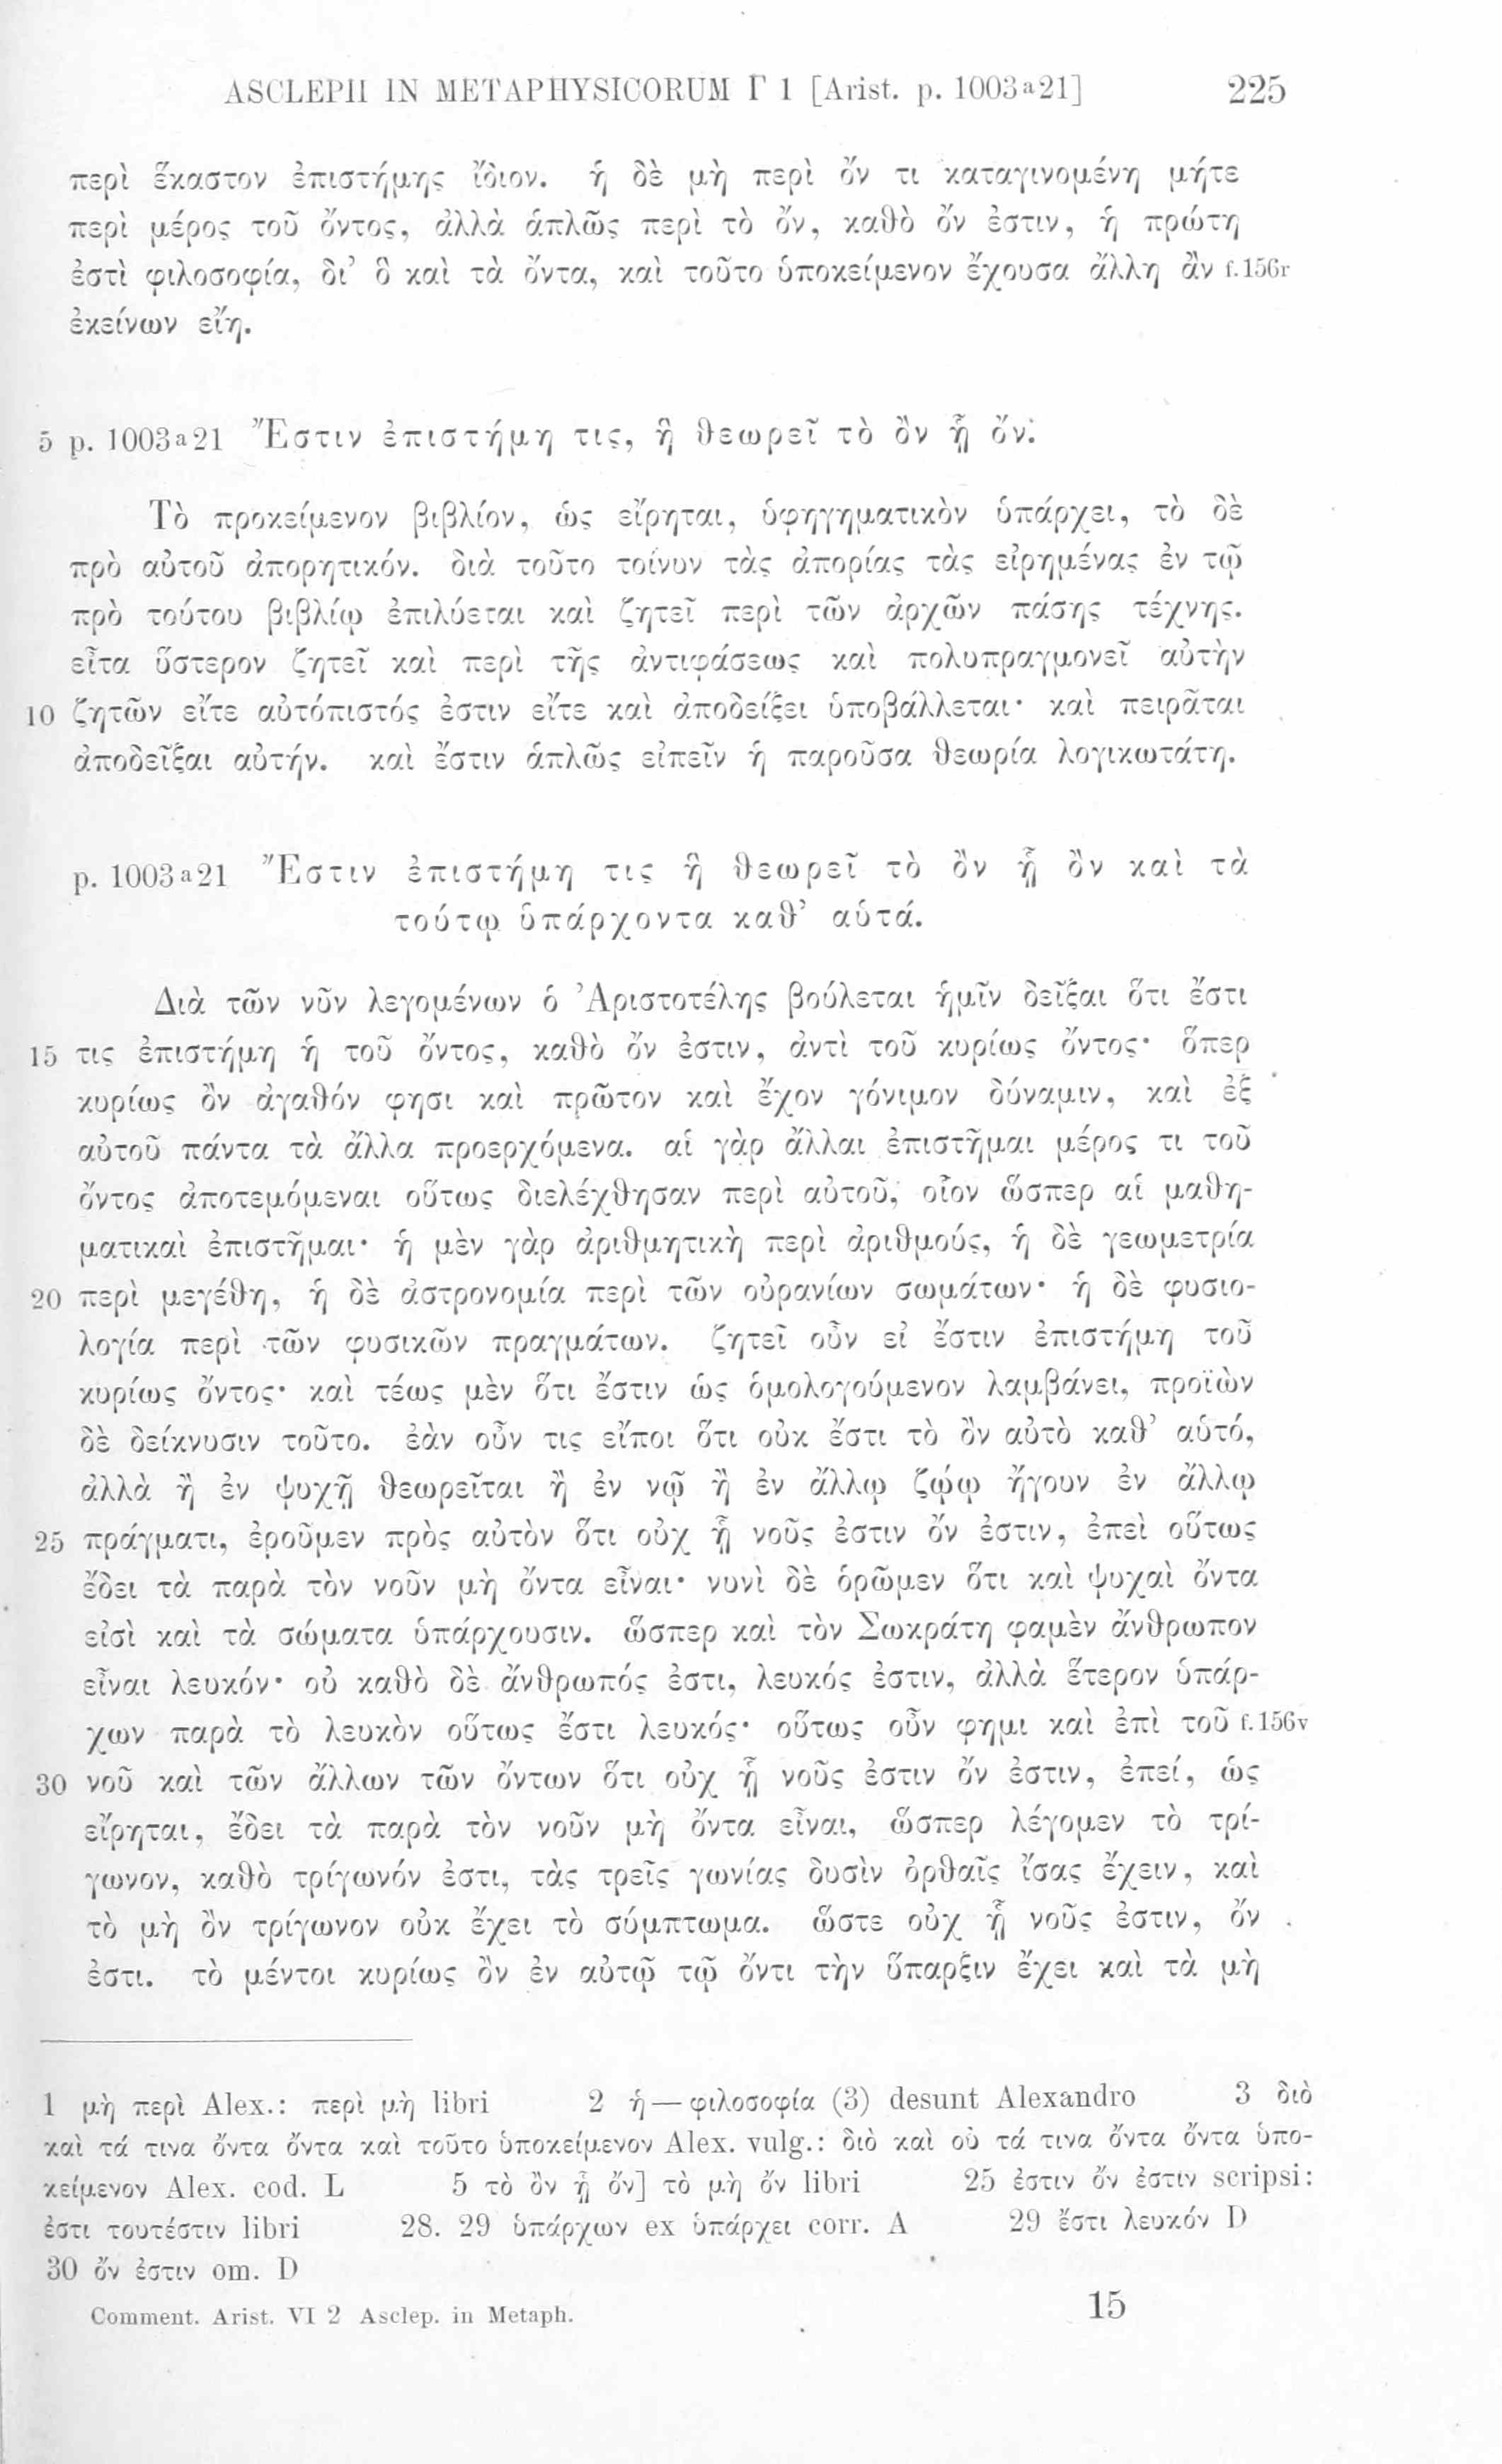 ASCLEPII IN METAPHYSICORUM Γ 1 [Arist. p. 1003ª21] 225
περὶ ἕκαστον ἐπιστήμης ἴδιον. ἡ δὲ μὴ περὶ ὄν τι καταγινομένη μήτε
περὶ μέρος τοῦ ὄντος, ἀλλὰ ἁπλῶς περὶ τὸ ὄν, καθὸ ὄν ἐστιν, ἡ πρώτη
ἐστὶ φιλοσοφία, δι’ ὃ καὶ τὰ ὄντα, καὶ τοῦτο ὑποκείμενον ἔχουσα ἄλλη ἂν f.156r
ἐκείνων εἴη.
5 p. 1003ª21 Ἔστιν ἐπιστήμη τις, ἣ θεωρεῖ τὸ ὂν ᾗ ὄν.
Τὸ προκείμενον βιβλίον, ὡς εἴρηται, ὑφηγηματικὸν ὑπάρχει, τὸ δὲ
πρὸ αὐτοῦ ἀπορητικόν. διὰ τοῦτο τοίνυν τὰς ἀπορίας τὰς εἰρημένας ἐν τῷ
πρὸ τούτου βιβλίῳ ἐπιλύεται καὶ ζητεῖ περὶ τῶν ἀρχῶν πάσης τέχνης.
εἶτα ὕστερον ζητεῖ καὶ περὶ τῆς ἀντιφάσεως καὶ πολυπραγμονεῖ αὐτὴν
10 ζητῶν εἴτε αὐτόπιστός ἐστιν εἴτε καὶ ἀποδείξει ὑποβάλλεται· καὶ πειρᾶται
ἀποδεῖξαι αὐτήν. καὶ ἔστιν ἁπλῶς εἰπεῖν ἡ παροῦσα θεωρία λογικωτάτη.
p. 1003ª21 Ἔστιν ἐπιστήμη τις ἣ θεωρεῖ τὸ ὂν ᾗ ὂν καὶ τὰ
τούτῳ ὑπάρχοντα καθ’ αὑτά.
Διὰ τῶν νῦν λεγομένων ὁ Ἀριστοτέλης βούλεται ἡμῖν δεῖξαι ὅτι ἔστι
15 τις ἐπιστήμη ἡ τοῦ ὄντος, καθὸ ὄν ἐστιν, ἀντὶ τοῦ κυρίως ὄντος· ὅπερ
κυρίως ὂν ἀγαθόν φησι καὶ πρῶτον καὶ ἔχον γόνιμον δύναμιν, καὶ ἐξ
αὐτοῦ πάντα τὰ ἄλλα προερχόμενα. αἱ γὰρ ἄλλαι ἐπιστῆμαι μέρος τι τοῦ
ὄντος ἀποτεμόμεναι οὕτως διελέχθησαν περὶ αὐτοῦ, οἷον ὥσπερ αἱ μαθη-
ματικαὶ ἐπιστῆμαι· ἡ μὲν γὰρ ἀριθμητικὴ περὶ ἀριθμούς, ἡ δὲ γεωμετρία
20 περὶ μεγέθη, ἡ δὲ ἀστρονομία περὶ τῶν οὐρανίων σωμάτων· ἡ δὲ φυσιο-
λογία περὶ τῶν φυσικῶν πραγμάτων. ζητεῖ οὖν εἰ ἔστιν ἐπιστήμη τοῦ
κυρίως ὄντος· καὶ τέως μὲν ὅτι ἔστιν ὡς ὁμολογούμενον λαμβάνει, προϊὼν
δὲ δείκνυσιν τοῦτο. ἐὰν οὖν τις εἴποι ὅτι οὐκ ἔστι τὸ ὂν αὐτὸ καθ’ αὑτό,
ἀλλὰ ἢ ἐν ψυχῇ θεωρεῖται ἢ ἐν νῷ ἢ ἐν ἄλλῳ ζῴῳ ἤγουν ἐν ἄλλῳ
25 πράγματι, ἐροῦμεν πρὸς αὐτὸν ὅτι οὐχ ᾗ νοῦς ἐστιν ὄν ἐστιν, ἐπεὶ οὕτως
ἔδει τὰ παρὰ τὸν νοῦν μὴ ὄντα εἶναι· νυνὶ δὲ ὁρῶμεν ὅτι καὶ ψυχαὶ ὄντα
εἰσὶ καὶ τὰ σώματα ὑπάρχουσιν. ὥσπερ καὶ τὸν Σωκράτη φαμὲν ἄνθρωπον
εἶναι λευκόν· οὐ καθὸ δὲ ἄνθρωπός ἐστι, λευκός ἐστιν, ἀλλὰ ἕτερον ὑπάρ-
χων παρὰ τὸ λευκὸν οὕτως ἔστι λευκός· οὕτως οὖν φημι καὶ ἐπὶ τοῦ f.156v
30 νοῦ καὶ τῶν ἄλλων τῶν ὄντων ὅτι οὐχ ᾗ νοῦς ἐστιν ὄν ἐστιν, ἐπεί, ὡς
εἴρηται, ἔδει τὰ παρὰ τὸν νοῦν μὴ ὄντα εἶναι, ὥσπερ λέγομεν τὸ τρί-
γωνον, καθὸ τρίγωνόν ἐστι, τὰς τρεῖς γωνίας δυσὶν ὀρθαῖς ἴσας ἔχειν, καὶ
τὸ μὴ ὂν τρίγωνον οὐκ ἔχει τὸ σύμπτωμα. ὥστε οὐχ ᾗ νοῦς ἐστιν, ὄν
ἐστι. τὸ μέντοι κυρίως ὂν ἐν αὐτῷ τῷ ὄντι τὴν ὕπαρξιν ἔχει καὶ τὰ μὴ
1 μὴ περὶ Alex.: περὶ μὴ libri 2 ἡ—φιλοσοφία (3) desunt Alexandro 3 διὸ
καὶ τά τινα ὄντα ὄντα καὶ τοῦτο ὑποκείμενον Alex. vulg.: διὸ καὶ οὐ τά τινα ὄντα ὄντα ὑπο-
κείμενον Alex. cod. L 5 τὸ ὂν ᾗ ὄν] τὸ μὴ ὄν libri 25 ἐστιν ὄν ἐστιν scripsi:
ἐστι τουτέστιν libri 28. 29 ὑπάρχων ex ὑπάρχει corr. A 29 ἔστι λευκόν D
30 ὄν ἐστιν om. D
Comment. Arist. VI 2 Asclep. in Metaph. 15